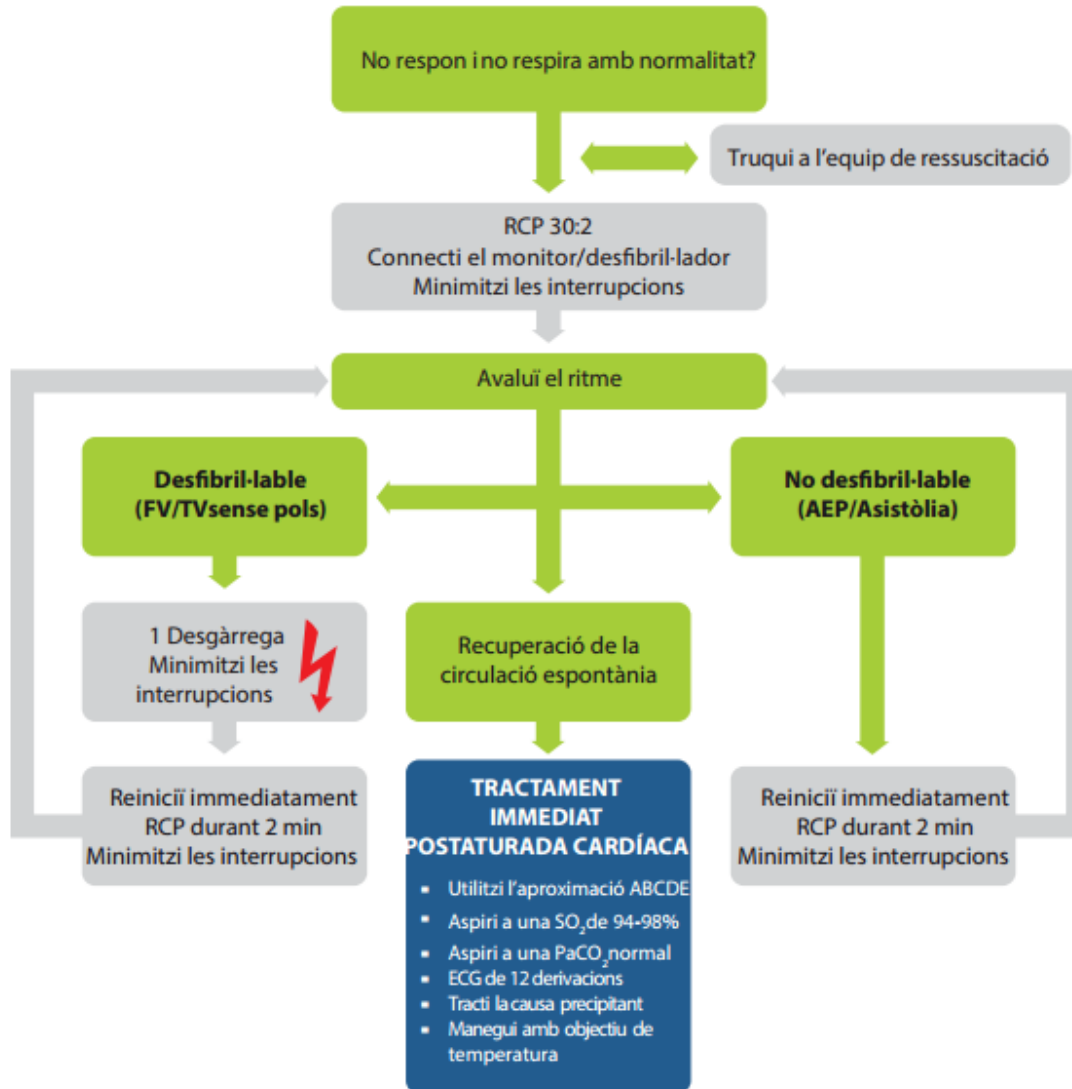 No respon i no respira amb normalitat?
Truqui a l'equip de ressuscitació
RCP 30:2
Connecti el monitor/desfibril·lador
Minimitzi les interrupcions
Avaluï el ritme
Desfibril·lable
(FV/TVsense pols)
No desfibril·lable
(AEP/Asistòlia)
1 Desgàrrega
Minimitzi les
interrupcions
Recuperació de la
circulació espontània
Reiniciï immediatament
RCP durant 2 min
Minimitzi les interrupcions
TRACTAMENT
IMMEDIAT
POSTATURADA CARDÍACA
▪ Utilitzi l'aproximació ABCDE
▪ Aspiri a una SO₂de 94-98%
▪ Aspiri a una PaCO₂normal
▪ ECG de 12 derivacions
▪ Tracti la causa precipitant
▪ Manegui amb objectiu de
temperatura
Reiniciï immediatament
RCP durant 2 min
Minimitzi les interrupcions